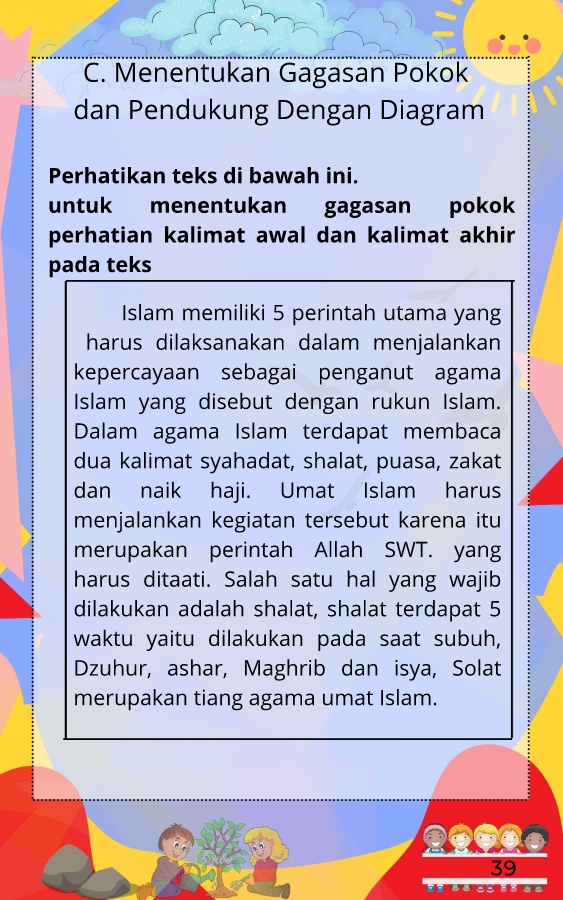 C. Menentukan Gagasan Pokok
dan Pendukung Dengan Diagram
Perhatikan teks di bawah ini.
untuk menentukan gagasan pokok
perhatian kalimat awal dan kalimat akhir
pada teks
Islam memiliki 5 perintah utama yang
harus dilaksanakan dalam menjalankan
kepercayaan sebagai penganut agama
Islam yang disebut dengan rukun Islam.
Dalam agama Islam terdapat membaca
dua kalimat syahadat, shalat, puasa, zakat
dan naik haji. Umat Islam harus
menjalankan kegiatan tersebut karena itu
merupakan perintah Allah SWT. yang
harus ditaati. Salah satu hal yang wajib
dilakukan adalah shalat, shalat terdapat 5
waktu yaitu dilakukan pada saat subuh,
Dzuhur, ashar, Maghrib dan isya, Solat
merupakan tiang agama umat Islam.
39